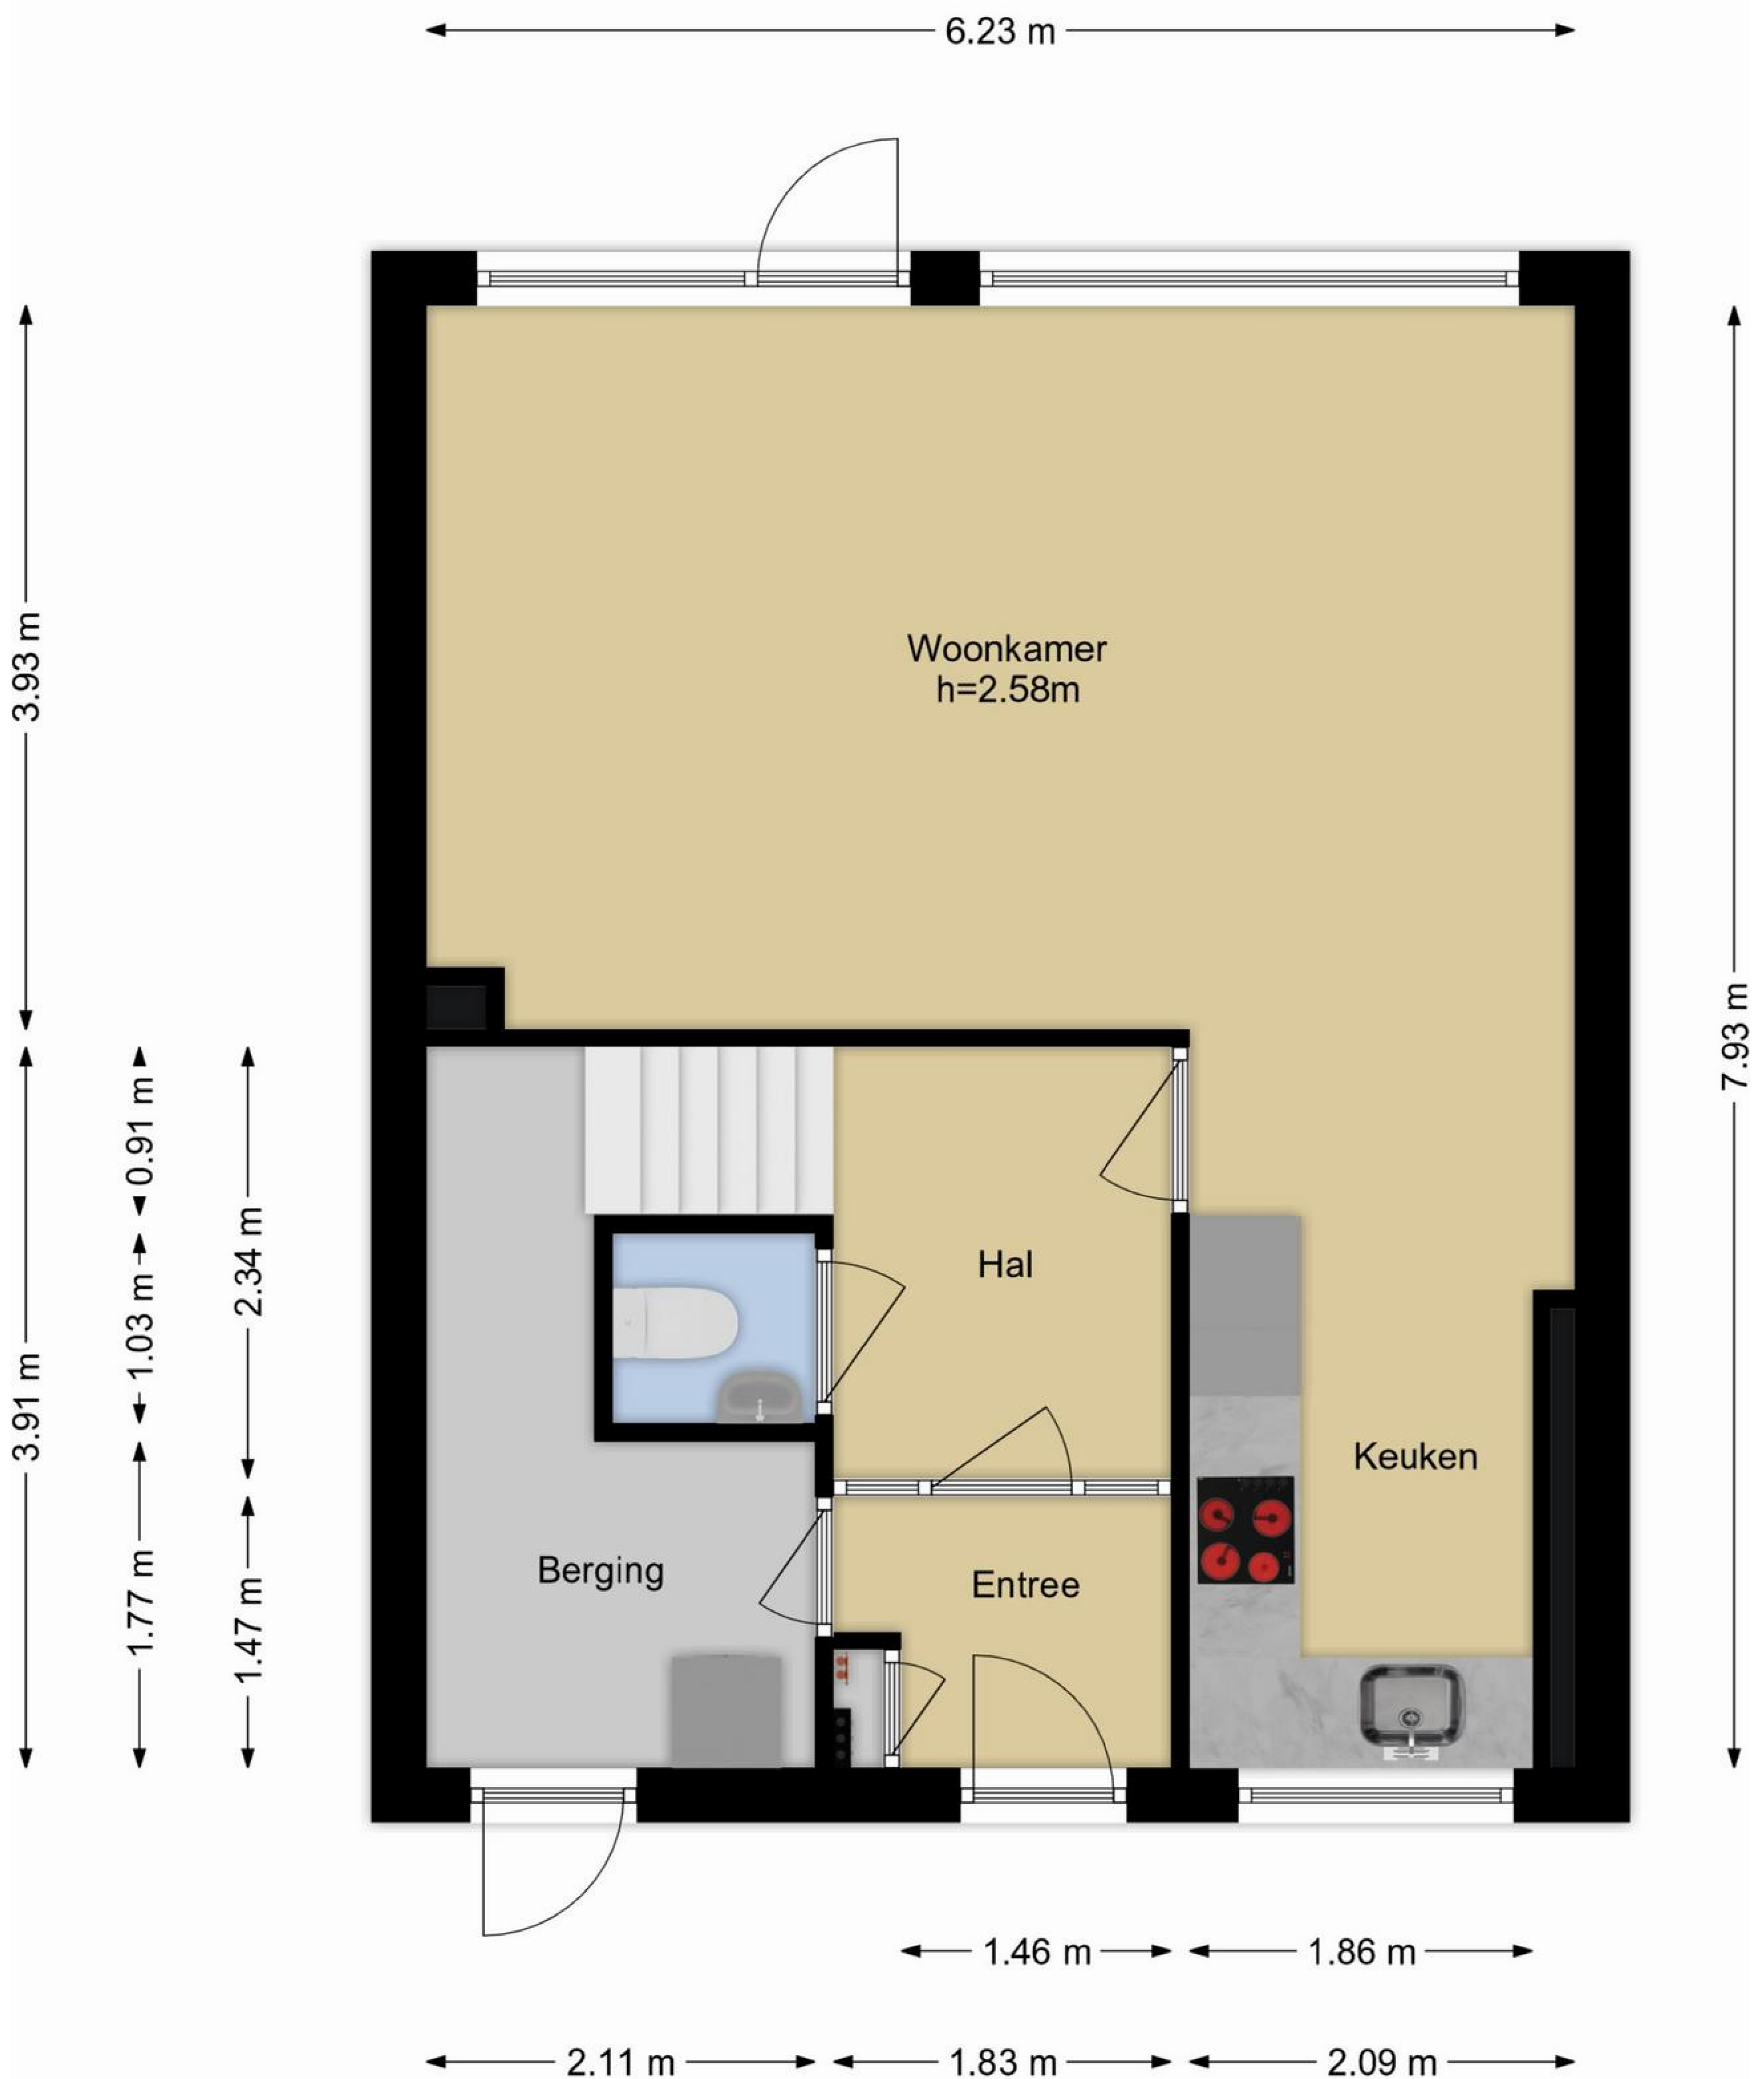 6.23 m
3.93 m
Woonkamer
h=2.58m
7.93 m
0.91 m
2.34 m
1.03 m
3.91 m
Hal
Keuken
1.77 m
1.47 m
Berging
Entree
1.46 m
1.86 m
2.11 m
1.83 m
2.09 m